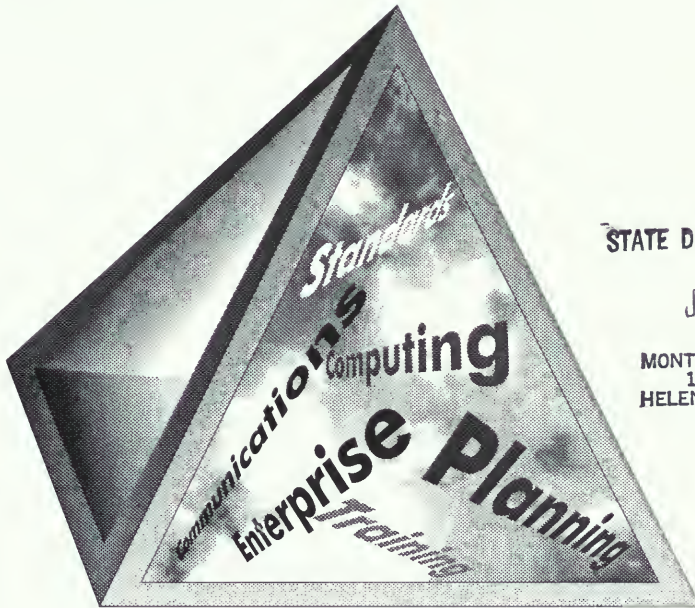 Standards
Communications
Computing
Enterprise
Planning
Training
STATE D
J
MONT
1
HELEN